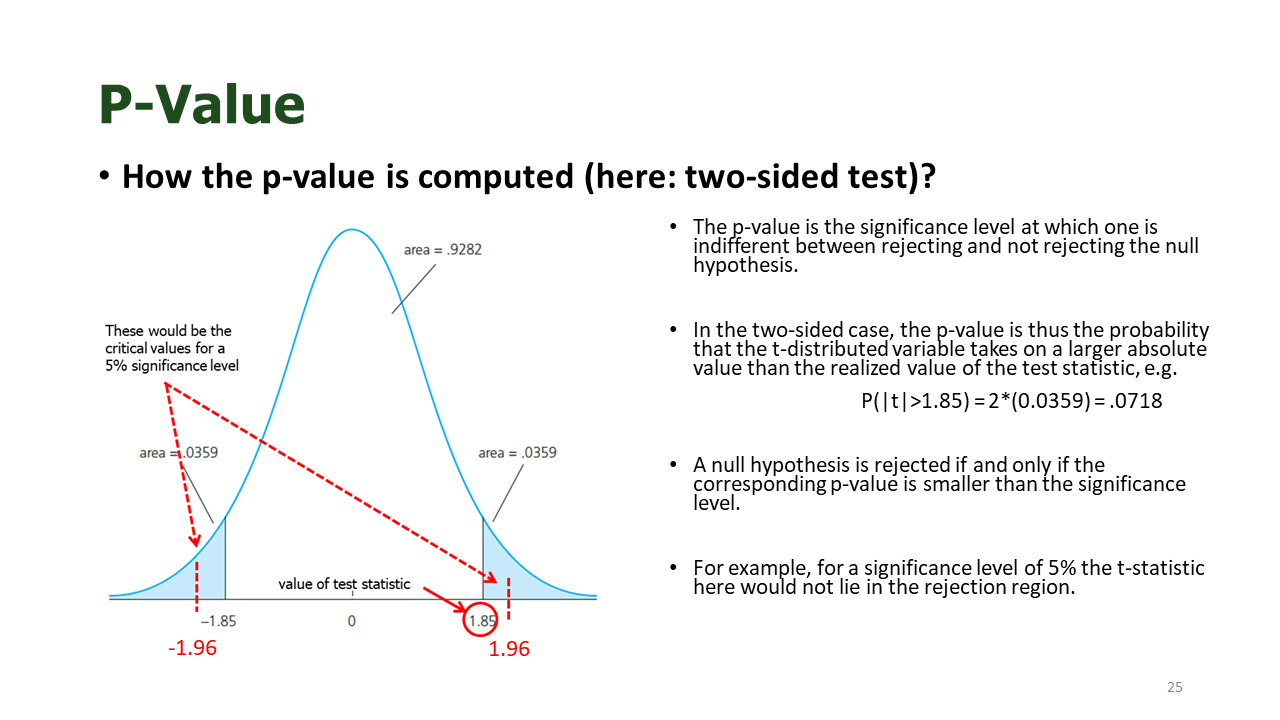 P-Value
• How the p-value is computed (here: two-sided test)?
area = .9282
These would be the
critical values for a
5% significance level
area = .0359
area = .0359
value of test statistic
–1.85
0
1.85
-1.96
1.96
• The p-value is the significance level at which one is
indifferent between rejecting and not rejecting the null
hypothesis.
• In the two-sided case, the p-value is thus the probability
that the t-distributed variable takes on a larger absolute
value than the realized value of the test statistic, e.g.
P(|t|>1.85) = 2*(0.0359) = .0718
• A null hypothesis is rejected if and only if the
corresponding p-value is smaller than the significance
level.
• For example, for a significance level of 5% the t-statistic
here would not lie in the rejection region.
25